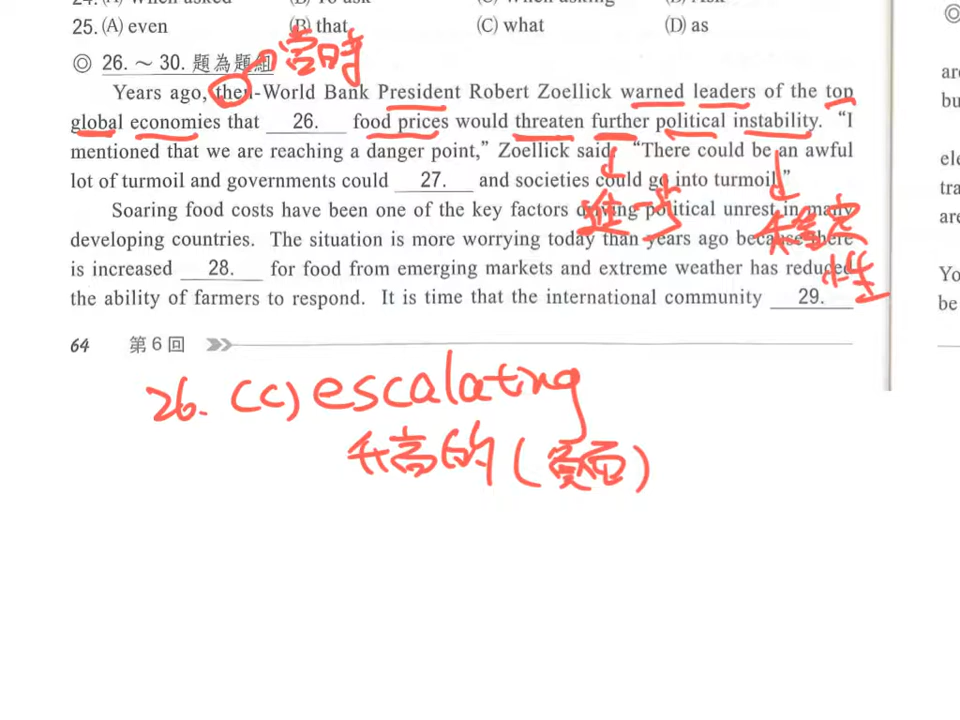 25. (A) even (B) that (C) what (D) as
◎ 26. ~ 30. 題為題組
當時
Years ago, then-World Bank President Robert Zoellick warned leaders of the top
global economies that 26. food prices would threaten further political instability. “I
mentioned that we are reaching a danger point,” Zoellick said. “There could be an awful
lot of turmoil and governments could 27. and societies could go into turmoil.”
進一步
不穩定性
Soaring food costs have been one of the key factors driving political unrest in many
developing countries. The situation is more worrying today than years ago because there
is increased 28. for food from emerging markets and extreme weather has reduced
the ability of farmers to respond. It is time that the international community 29.
64 第6回
26. (C) escalating
升高的(負面)